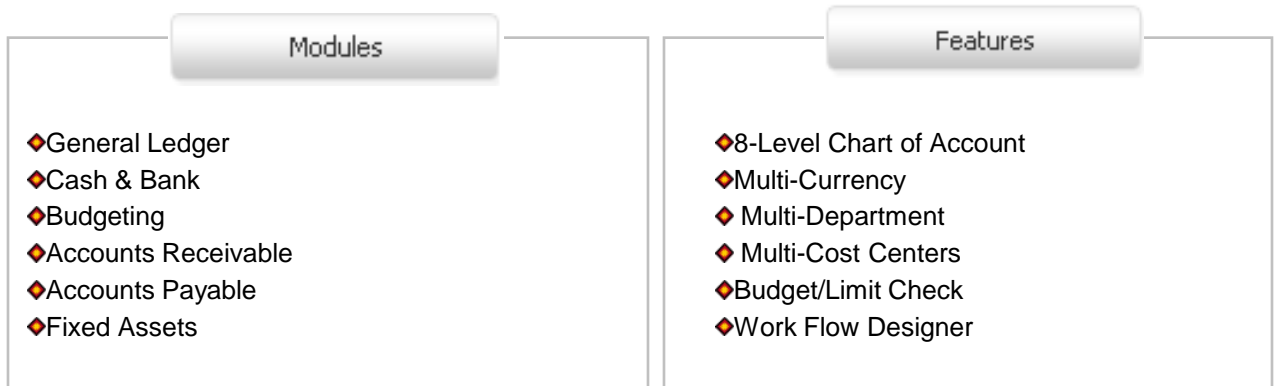 Modules
General Ledger
Cash & Bank
Budgeting
Accounts Receivable
Accounts Payable
Fixed Assets
Features
8-Level Chart of Account
Multi-Currency
Multi-Department
Multi-Cost Centers
Budget/Limit Check
Work Flow Designer